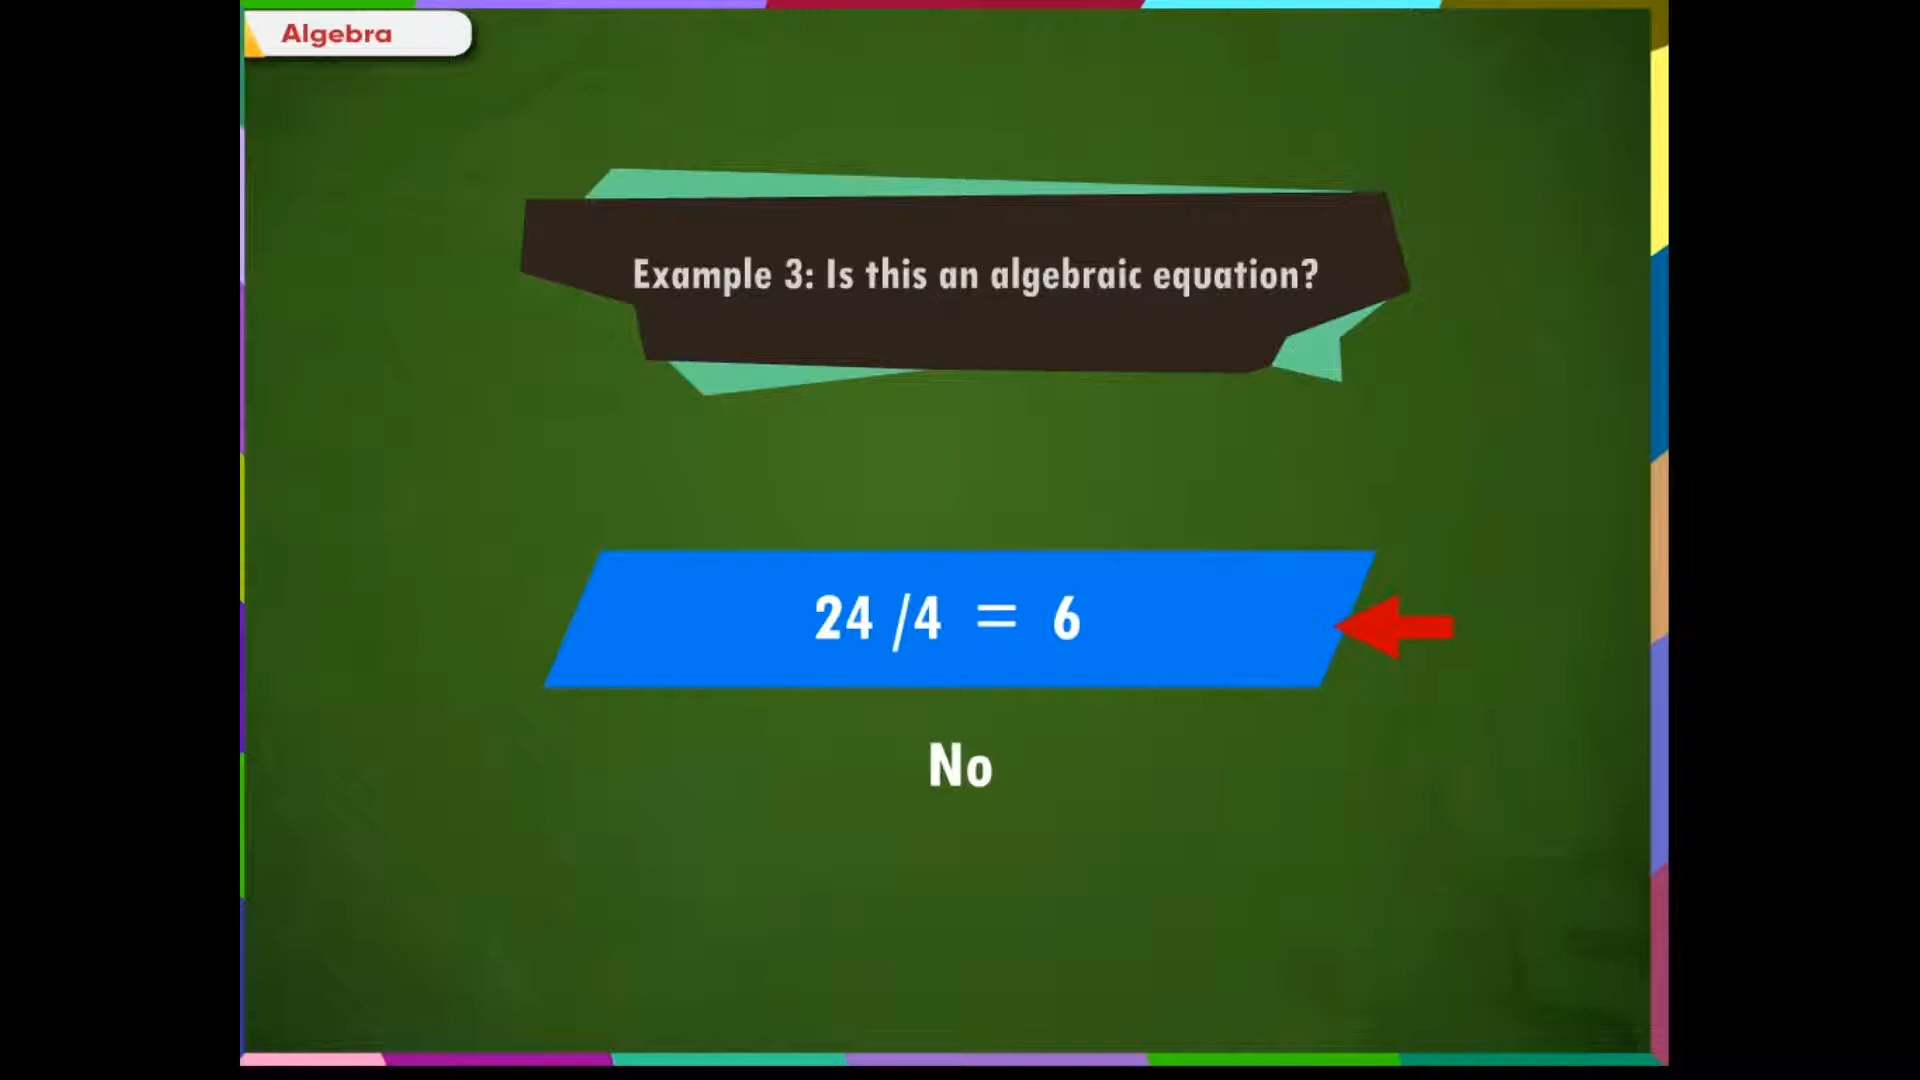 Algebra
Example 3: Is this an algebraic equation?
24 /4 = 6
No